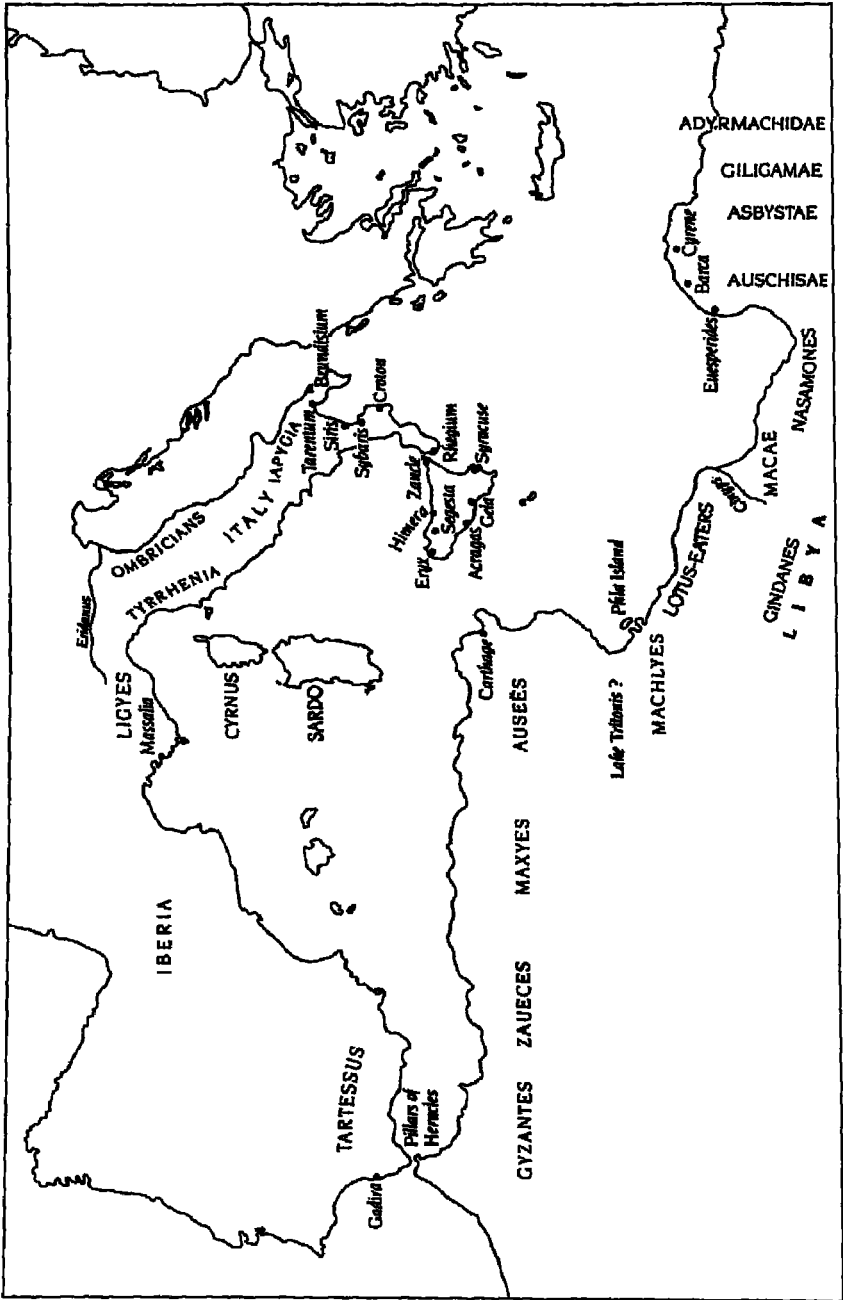 Eridanus
OMBRICIANS
LIGYES
Massalia
TYRRHENIA
ITALY
IAPYGIA
Brundisium
Tarentum
Siris
Sybaris
Croton
IBERIA
CYRNUS
SARDO
TARTESSUS
Gadira
Pillars of
Heracles
Eryx
Himera
Segesta
Zancle
Rhegium
Acragas
Gela
Syracuse
Carthage
GYZANTES
ZAUECES
MAXYES
AUSEËS
Lake Tritonis ?
Phla Island
MACHLYES
LOTUS-EATERS
Cinyps
GINDANES
MACAE
NASAMONES
LIBYA
Euesperides
Barca
Cyrene
AUSCHISAE
ASBYSTAE
GILIGAMAE
ADYRMACHIDAE